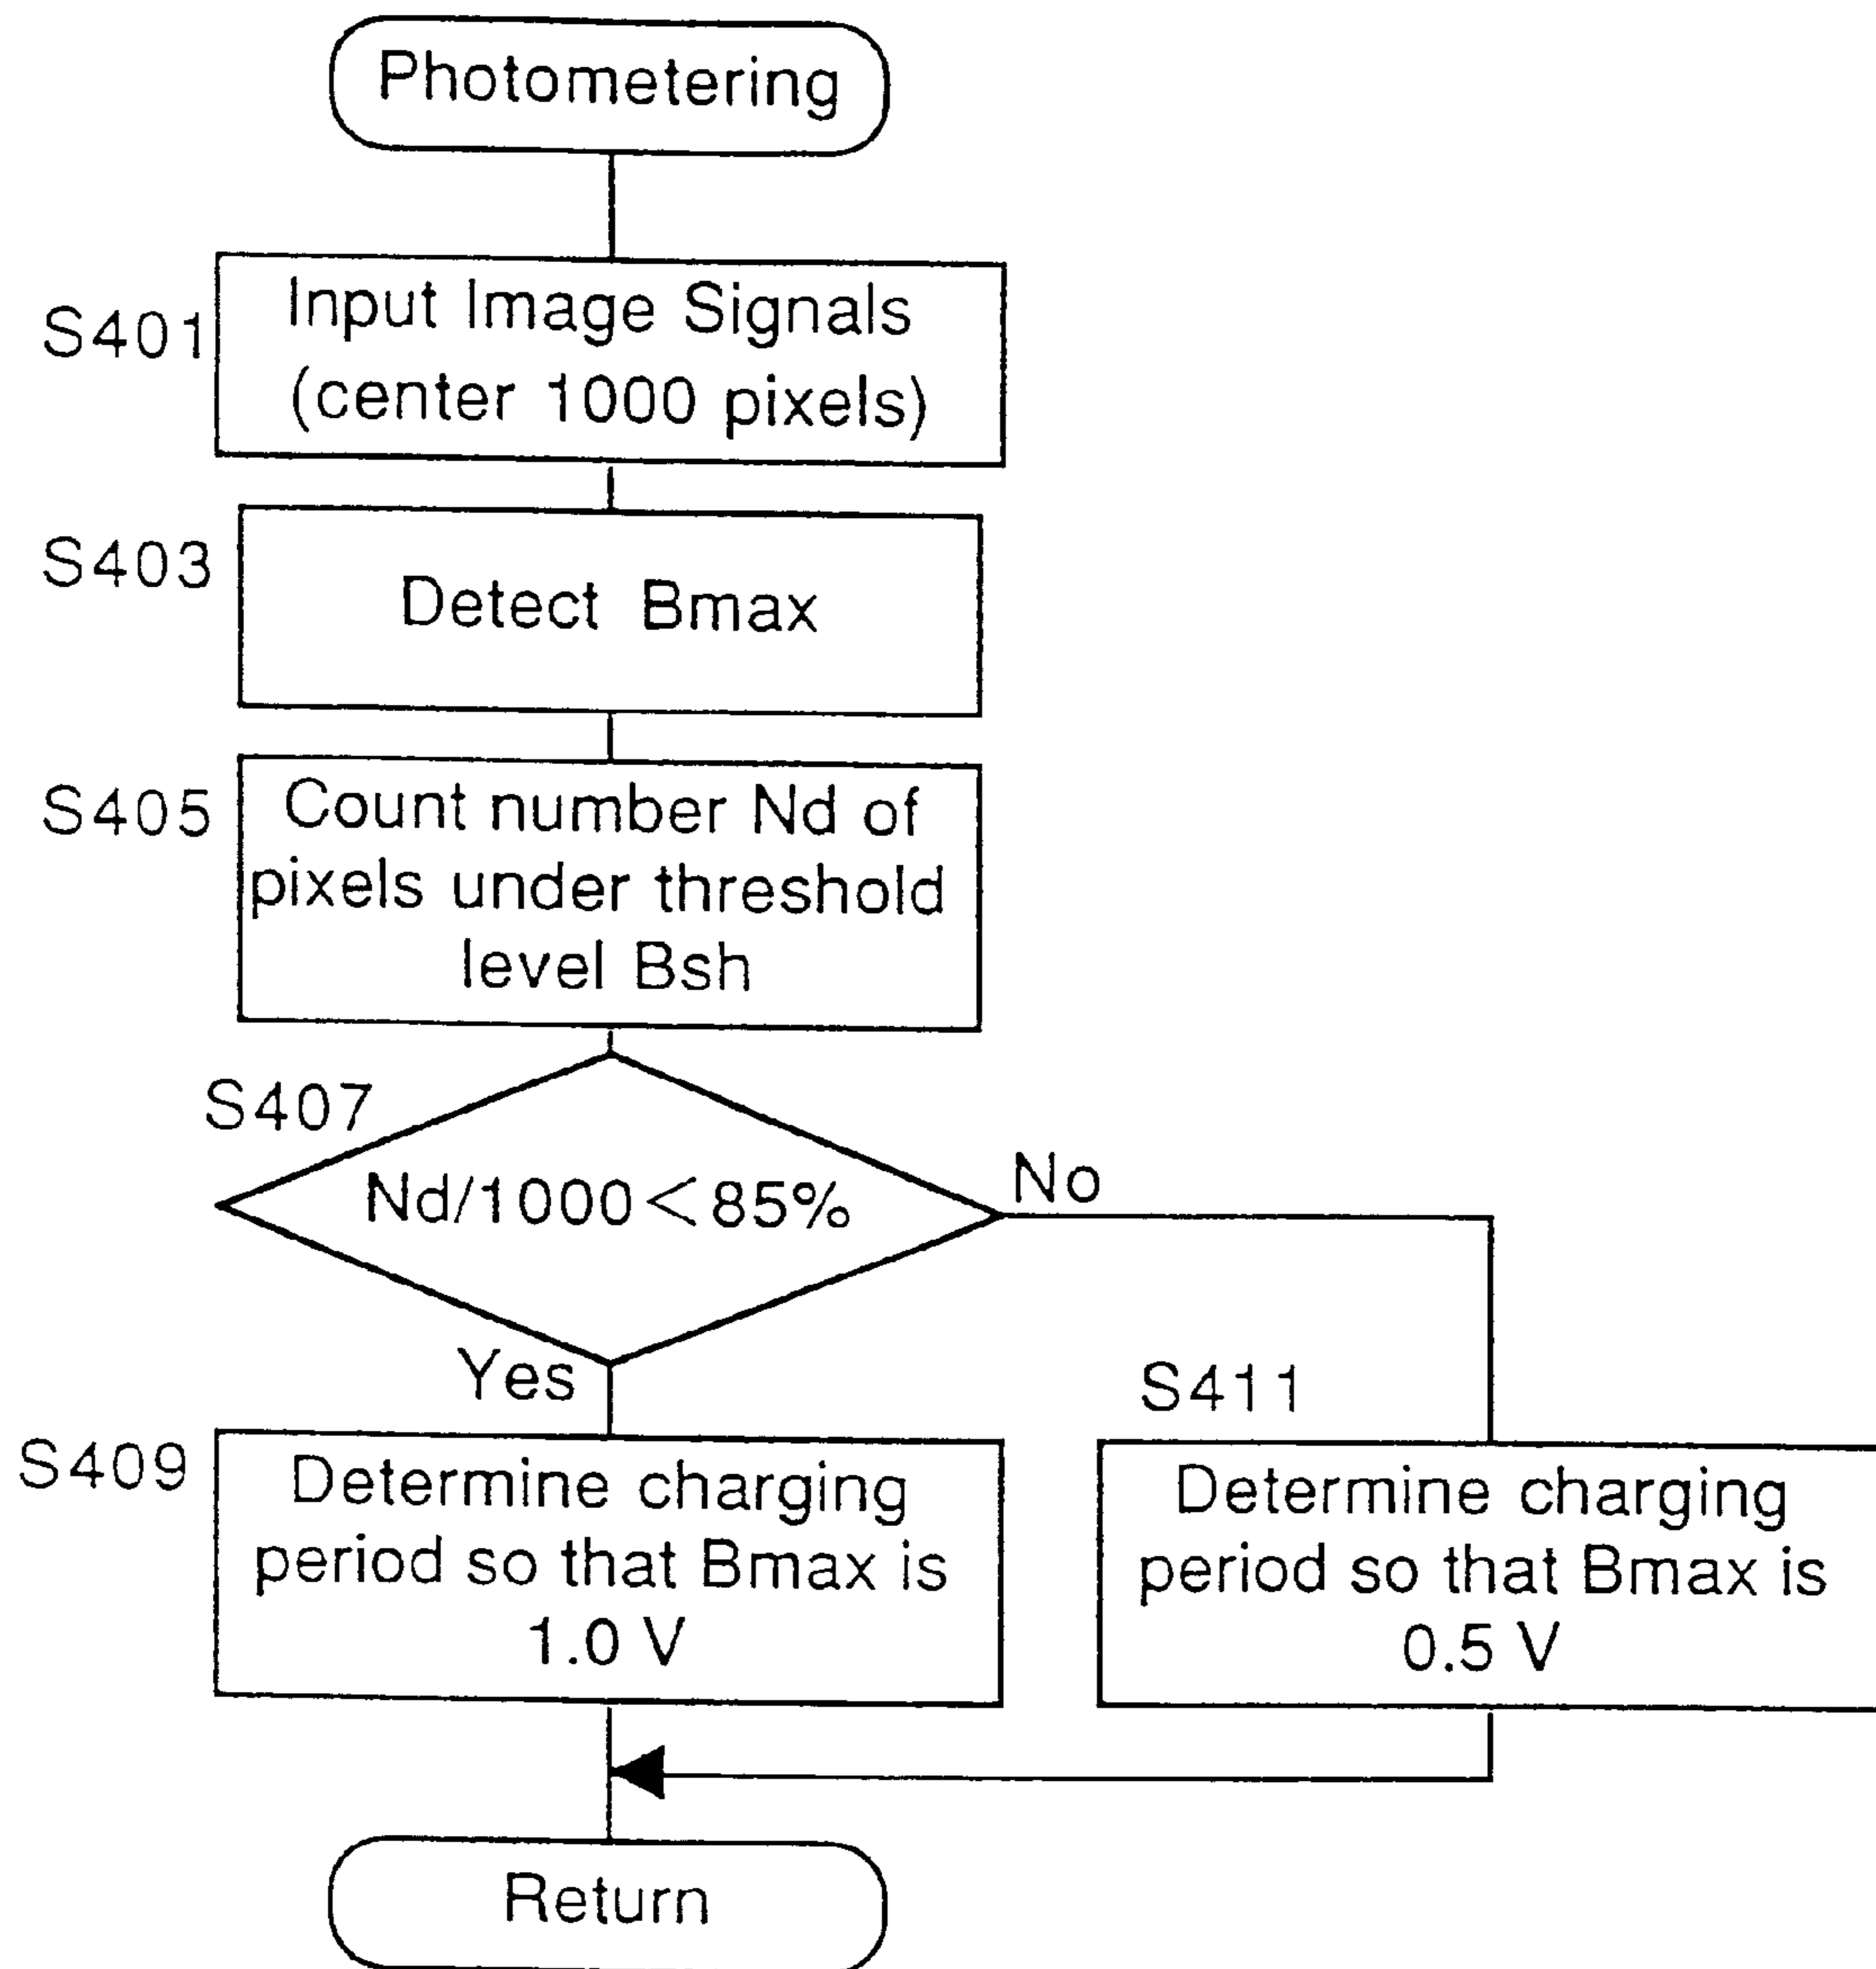 Photometering
S401
Input Image Signals
(center 1000 pixels)
S403
Detect Bmax
S405
Count number Nd of
pixels under threshold
level Bsh
S407
Nd/1000<85%
No
Yes
S409
Determine charging
period so that Bmax is
1.0 V
S411
Determine charging
period so that Bmax is
0.5 V
Return